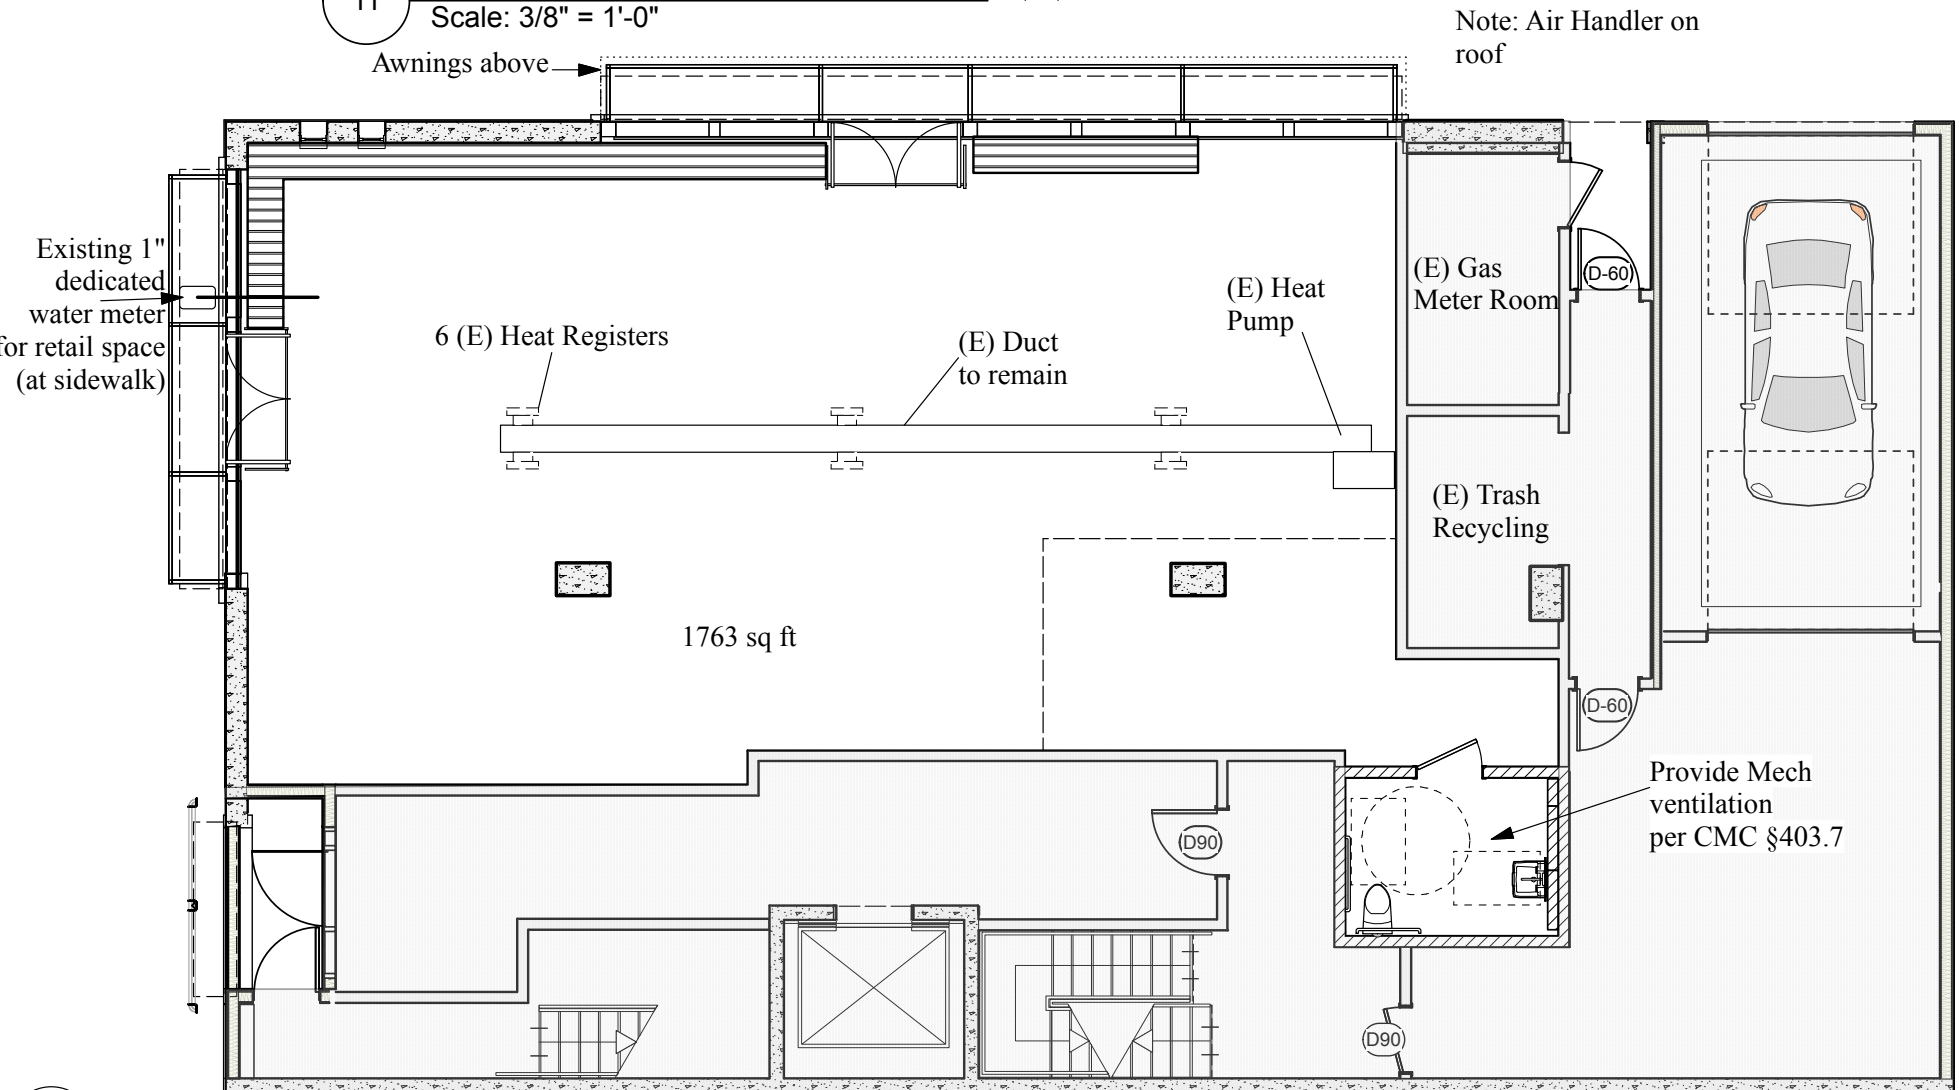 Scale: 3/8" = 1'-0"
Note: Air Handler on
roof
Awnings above
Existing 1"
dedicated
water meter
for retail space
(at sidewalk)
6 (E) Heat Registers
(E) Duct
to remain
(E) Heat
Pump
(E) Gas
Meter Room
D-60
(E) Trash
Recycling
1763 sq ft
D-60
Provide Mech
ventilation
per CMC §403.7
D90
D90